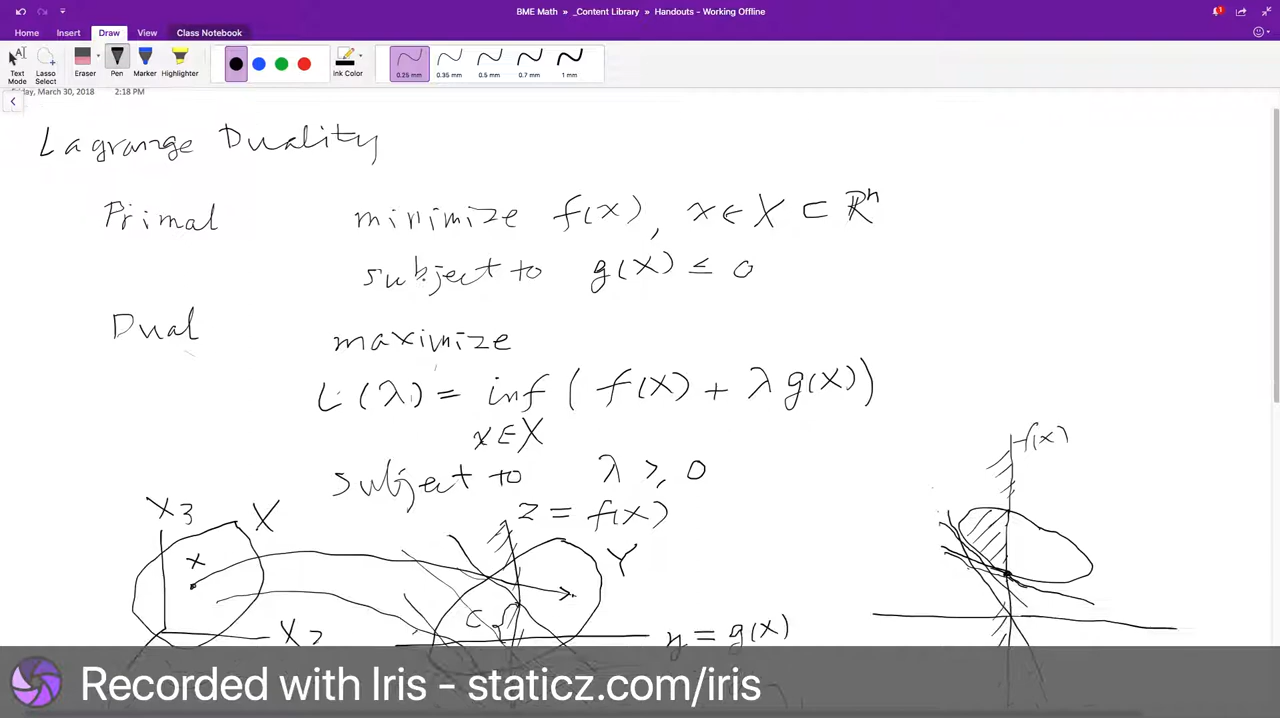 BME Math » _Content Library » Handouts - Working Offline
Home Insert Draw View Class Notebook
Text Mode
Lasso Select
Eraser
Pen
Marker
Highlighter
Ink Color
0.25 mm 0.35 mm 0.5 mm 0.7 mm 1 mm
Friday, March 30, 2018 2:18 PM
Lagrange Duality
Primal minimize f(x), x ∈ X ⊂ ℝⁿ
subject to g(x) ≤ 0
Dual maximize
L(λ) = inf ( f(x) + λ g(x) )
x ∈ X
subject to λ ≥ 0
X3 X z = f(x) f(x)
x Y
C
X2 y = g(x)
Recorded with Iris - staticz.com/iris